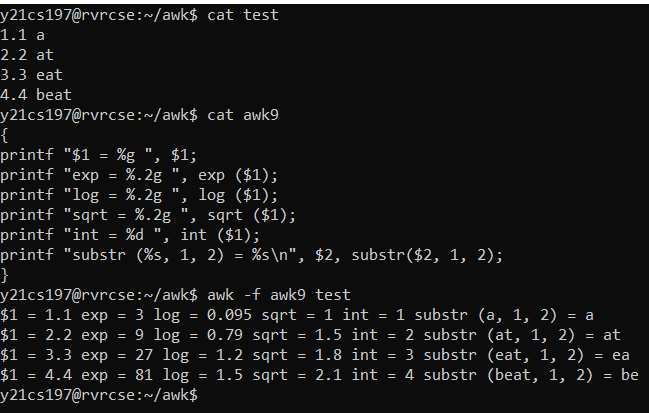 y21cs197@rvrcse:~/awk$ cat test
1.1 a
2.2 at
3.3 eat
4.4 beat
y21cs197@rvrcse:~/awk$ cat awk9
{
printf "$1 = %g ", $1;
printf "exp = %.2g ", exp ($1);
printf "log = %.2g ", log ($1);
printf "sqrt = %.2g ", sqrt ($1);
printf "int = %d ", int ($1);
printf "substr (%s, 1, 2) = %s\n", $2, substr($2, 1, 2);
}
y21cs197@rvrcse:~/awk$ awk -f awk9 test
$1 = 1.1 exp = 3 log = 0.095 sqrt = 1 int = 1 substr (a, 1, 2) = a
$1 = 2.2 exp = 9 log = 0.79 sqrt = 1.5 int = 2 substr (at, 1, 2) = at
$1 = 3.3 exp = 27 log = 1.2 sqrt = 1.8 int = 3 substr (eat, 1, 2) = ea
$1 = 4.4 exp = 81 log = 1.5 sqrt = 2.1 int = 4 substr (beat, 1, 2) = be
y21cs197@rvrcse:~/awk$